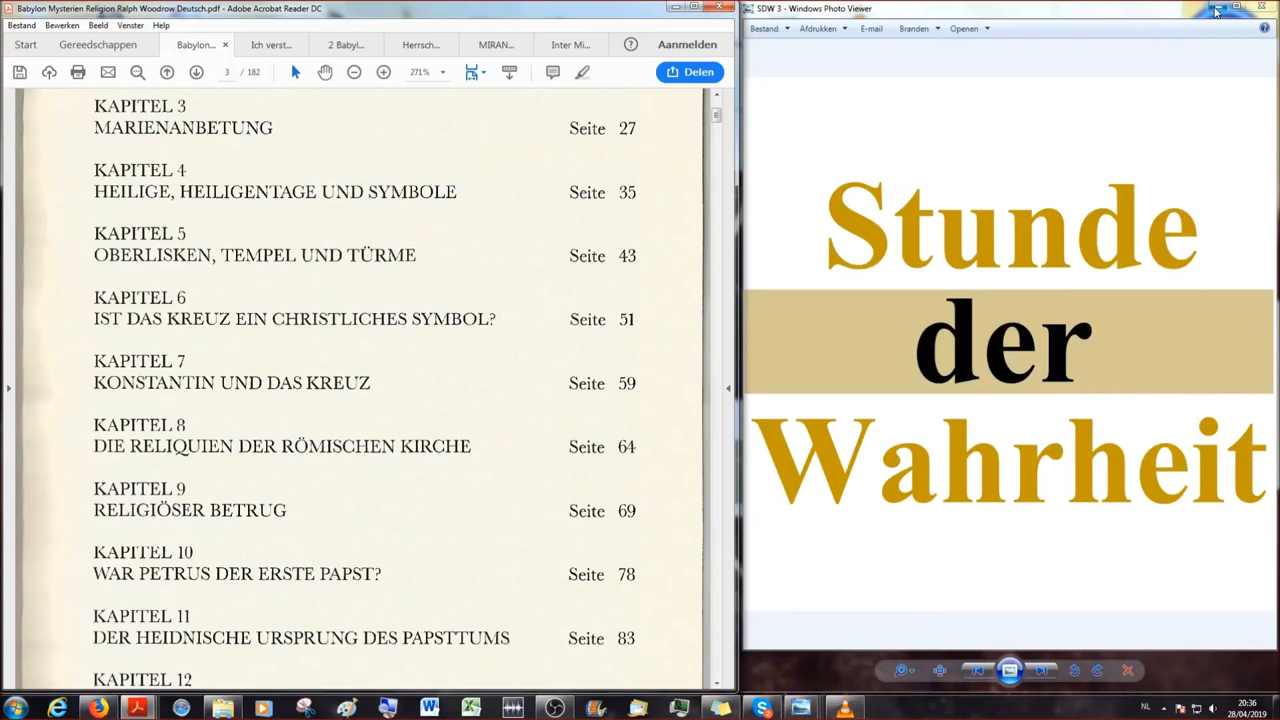 Babylon Mysterien Religion Ralph Woodrow Deutsch.pdf - Adobe Acrobat Reader DC
Bestand Bewerken Beeld Venster Help
Start Gereedschappen Babylon... Ich verst... 2 Babyl... Herrsch... MIRAN... Inter Mi... Anmelden
3 / 182 271% Delen
KAPITEL 3
MARIENANBETUNG Seite 27
KAPITEL 4
HEILIGE, HEILIGENTAGE UND SYMBOLE Seite 35
KAPITEL 5
OBERLISKEN, TEMPEL UND TÜRME Seite 43
KAPITEL 6
IST DAS KREUZ EIN CHRISTLICHES SYMBOL? Seite 51
KAPITEL 7
KONSTANTIN UND DAS KREUZ Seite 59
KAPITEL 8
DIE RELIQUIEN DER RÖMISCHEN KIRCHE Seite 64
KAPITEL 9
RELIGIÖSER BETRUG Seite 69
KAPITEL 10
WAR PETRUS DER ERSTE PAPST? Seite 78
KAPITEL 11
DER HEIDNISCHE URSPRUNG DES PAPSTTUMS Seite 83
KAPITEL 12
SDW 3 - Windows Photo Viewer
Bestand Afdrukken E-mail Branden Openen
Stunde
der
Wahrheit
NL 20:36
28/04/2019